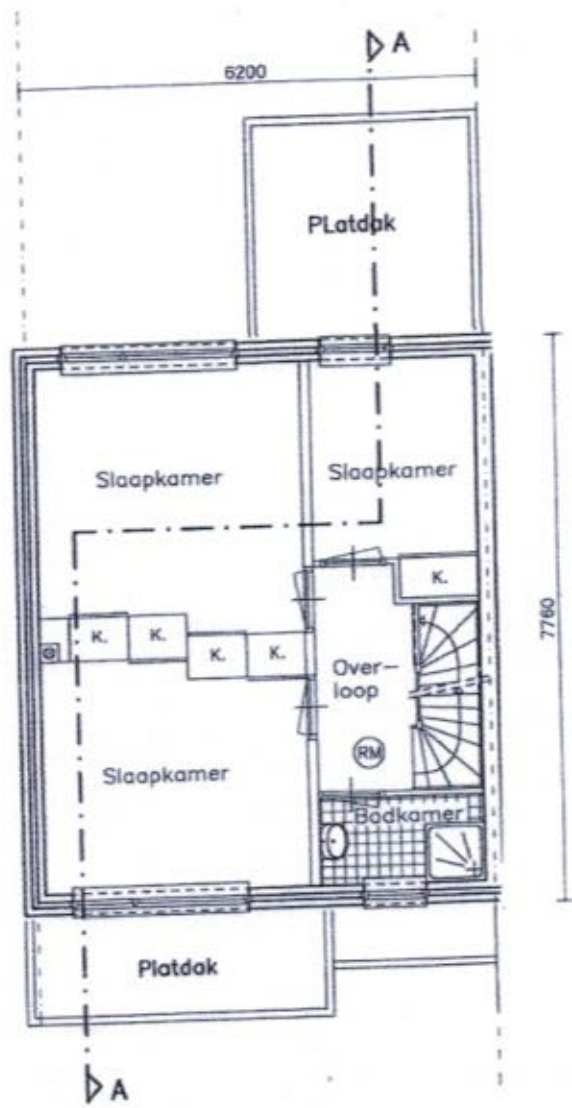 A
6200
PLatdak
Slaapkamer
Slaapkamer
K.
7760
K.
K.
K.
K.
Over-
loop
Slaapkamer
RM
Badkamer
Platdak
A